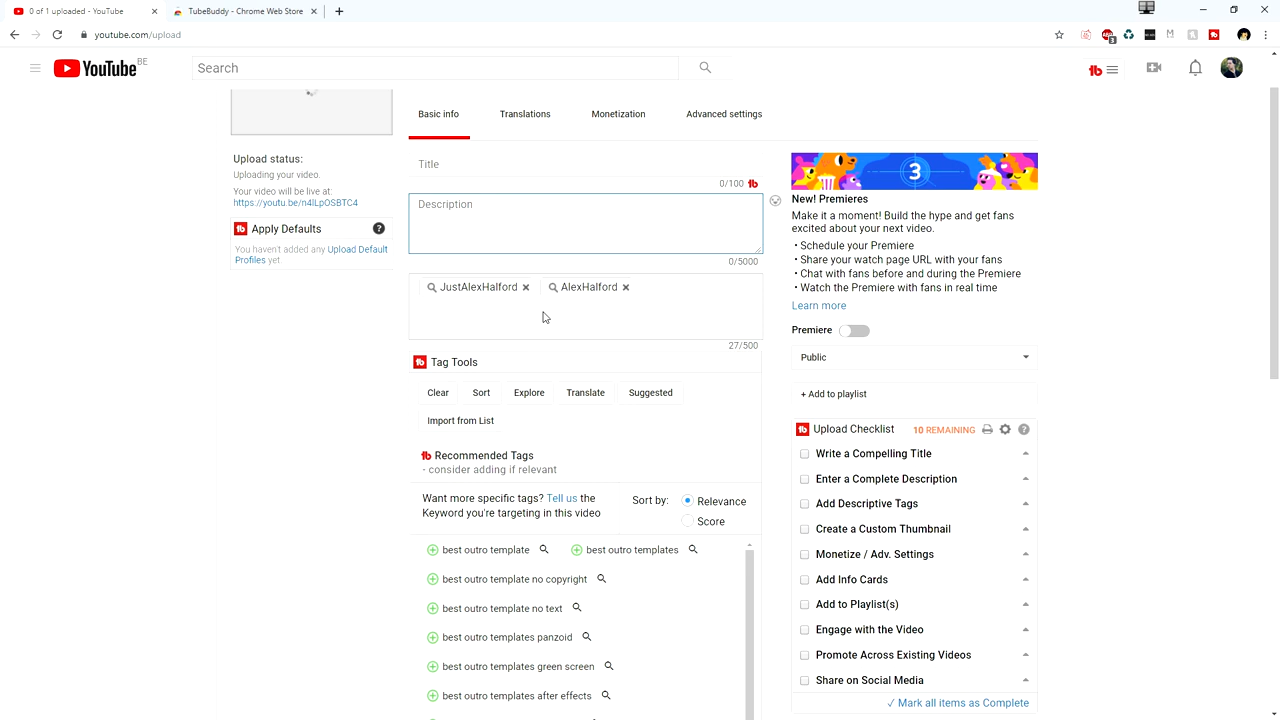 0 of 1 uploaded - YouTube
TubeBuddy - Chrome Web Store
youtube.com/upload
3
YouTube BE
Search
tb
Basic info
Translations
Monetization
Advanced settings
Upload status:
Uploading your video.
Your video will be live at:
https://youtu.be/n4lLpOSBTC4
tb Apply Defaults ?
You haven't added any Upload Default
Profiles yet
Title
0/100 tb
Description
0/5000
JustAlexHalford
AlexHalford
27/500
tb Tag Tools
Clear
Sort
Explore
Translate
Suggested
Import from List
tb Recommended Tags
- consider adding if relevant
Want more specific tags? Tell us the
Keyword you're targeting in this video
Sort by:
Relevance
Score
best outro template
best outro templates
best outro template no copyright
best outro template no text
best outro templates panzoid
best outro templates green screen
best outro templates after effects
3
New! Premieres
Make it a moment! Build the hype and get fans
excited about your next video.
• Schedule your Premiere
• Share your watch page URL with your fans
• Chat with fans before and during the Premiere
• Watch the Premiere with fans in real time
Learn more
Premiere
Public
+ Add to playlist
tb Upload Checklist 10 REMAINING ?
Write a Compelling Title
Enter a Complete Description
Add Descriptive Tags
Create a Custom Thumbnail
Monetize / Adv. Settings
Add Info Cards
Add to Playlist(s)
Engage with the Video
Promote Across Existing Videos
Share on Social Media
✓ Mark all items as Complete